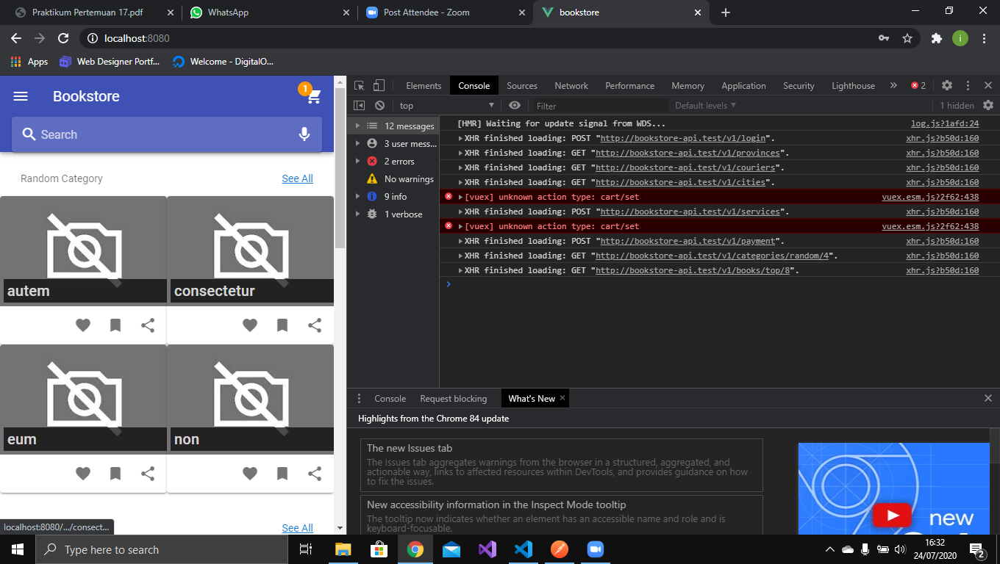 Praktikum Pertemuan 17.pdf
WhatsApp
Post Attendee - Zoom
bookstore
localhost:8080
i
Apps
Web Designer Portf...
Welcome - DigitalO...
Bookstore
1
Search
Random Category
See All
autem
consectetur
eum
non
See All
localhost:8080/.../consect...
Elements
Console
Sources
Network
Performance
Memory
Application
Security
Lighthouse
2
top
Filter
Default levels
1 hidden
12 messages
3 user mess...
2 errors
No warnings
9 info
1 verbose
[HMR] Waiting for update signal from WDS... log.js?1afd:24
XHR finished loading: POST "http://bookstore-api.test/v1/login". xhr.js?b50d:160
XHR finished loading: GET "http://bookstore-api.test/v1/provinces". xhr.js?b50d:160
XHR finished loading: GET "http://bookstore-api.test/v1/couriers". xhr.js?b50d:160
XHR finished loading: GET "http://bookstore-api.test/v1/cities". xhr.js?b50d:160
[vuex] unknown action type: cart/set vuex.esm.js?2f62:438
XHR finished loading: POST "http://bookstore-api.test/v1/services". xhr.js?b50d:160
[vuex] unknown action type: cart/set vuex.esm.js?2f62:438
XHR finished loading: POST "http://bookstore-api.test/v1/payment". xhr.js?b50d:160
XHR finished loading: GET "http://bookstore-api.test/v1/categories/random/4". xhr.js?b50d:160
XHR finished loading: GET "http://bookstore-api.test/v1/books/top/8". xhr.js?b50d:160
Console
Request blocking
What's New
Highlights from the Chrome 84 update
The new Issues tab
The Issues tab aggregates warnings from the browser in a structured, aggregated, and
actionable way, links to affected resources within DevTools, and provides guidance on how
to fix the issues.
New accessibility information in the Inspect Mode tooltip
The tooltip now indicates whether an element has an accessible name and role and is
keyboard-focusable.
new
Type here to search
16:32
24/07/2020
2